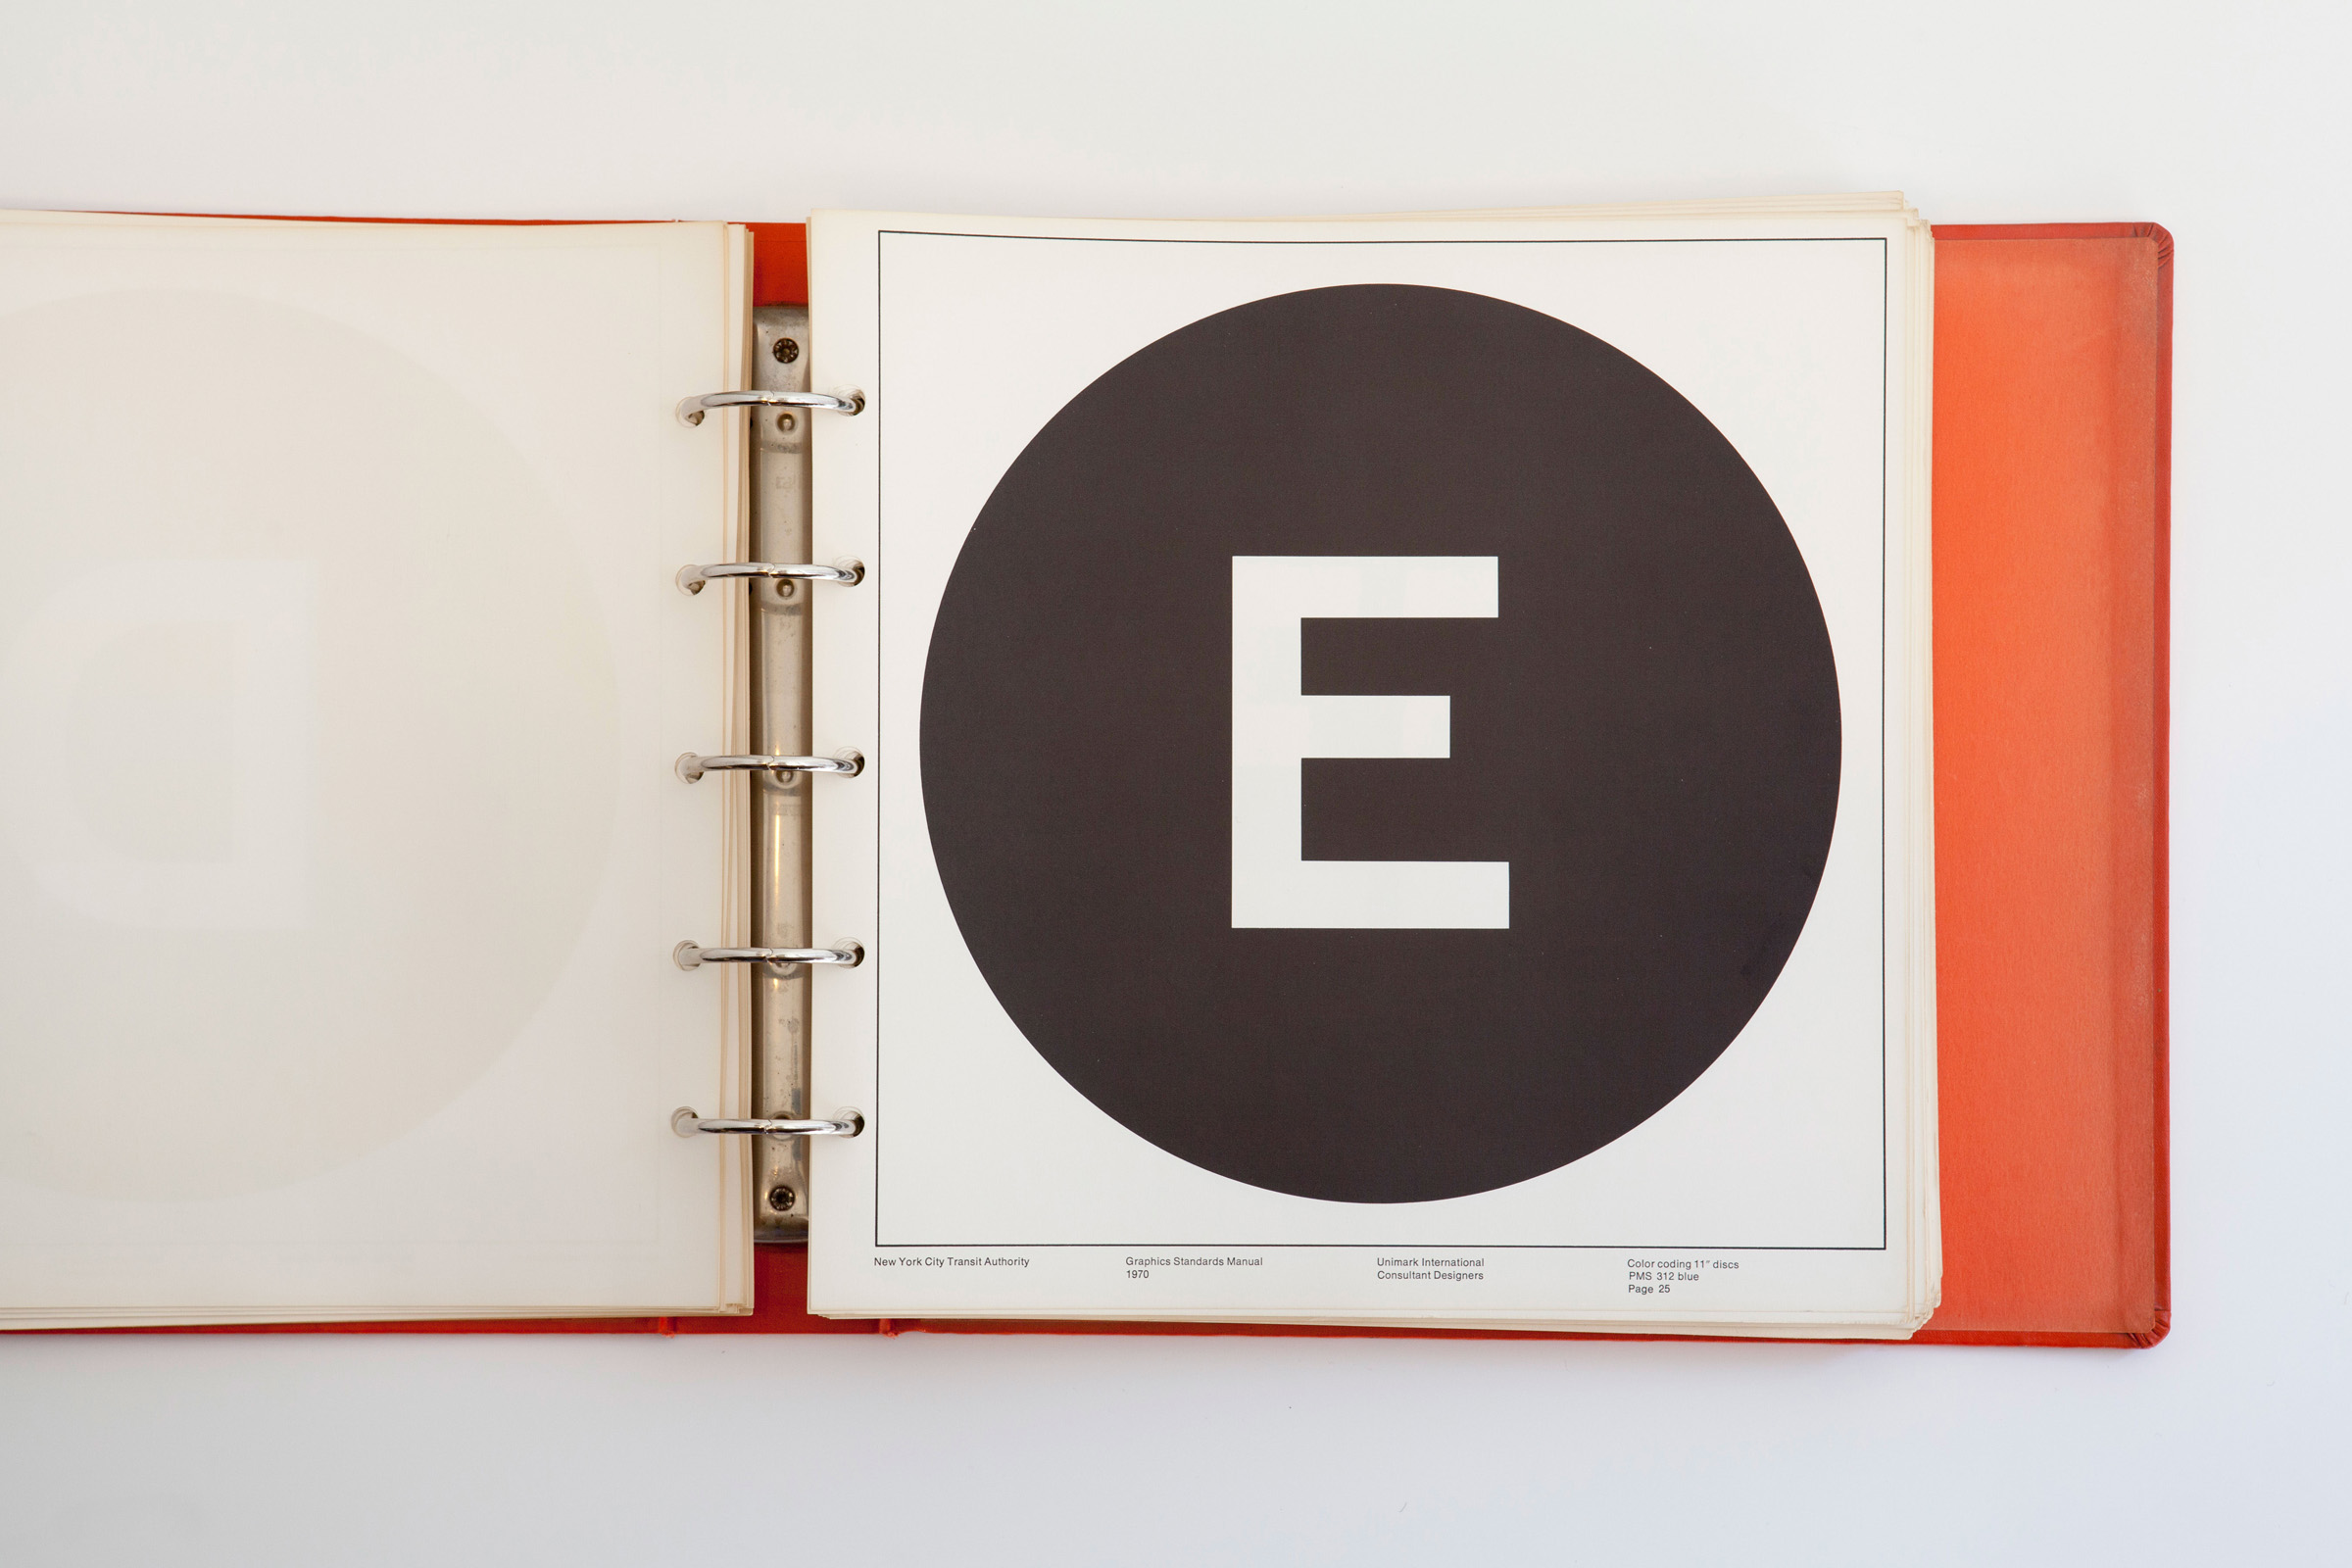 E
New York City Transit Authority
Graphics Standards Manual
1970
Unimark International
Consultant Designers
Color coding 11" discs
PMS 312 blue
Page 25